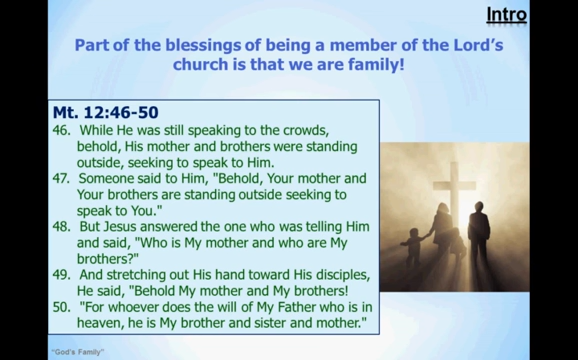 Intro
Part of the blessings of being a member of the Lord's
church is that we are family!
Mt. 12:46-50
46. While He was still speaking to the crowds,
behold, His mother and brothers were standing
outside, seeking to speak to Him.
47. Someone said to Him, "Behold, Your mother and
Your brothers are standing outside seeking to
speak to You."
48. But Jesus answered the one who was telling Him
and said, "Who is My mother and who are My
brothers?"
49. And stretching out His hand toward His disciples,
He said, "Behold My mother and My brothers!
50. "For whoever does the will of My Father who is in
heaven, he is My brother and sister and mother."
"God's Family"